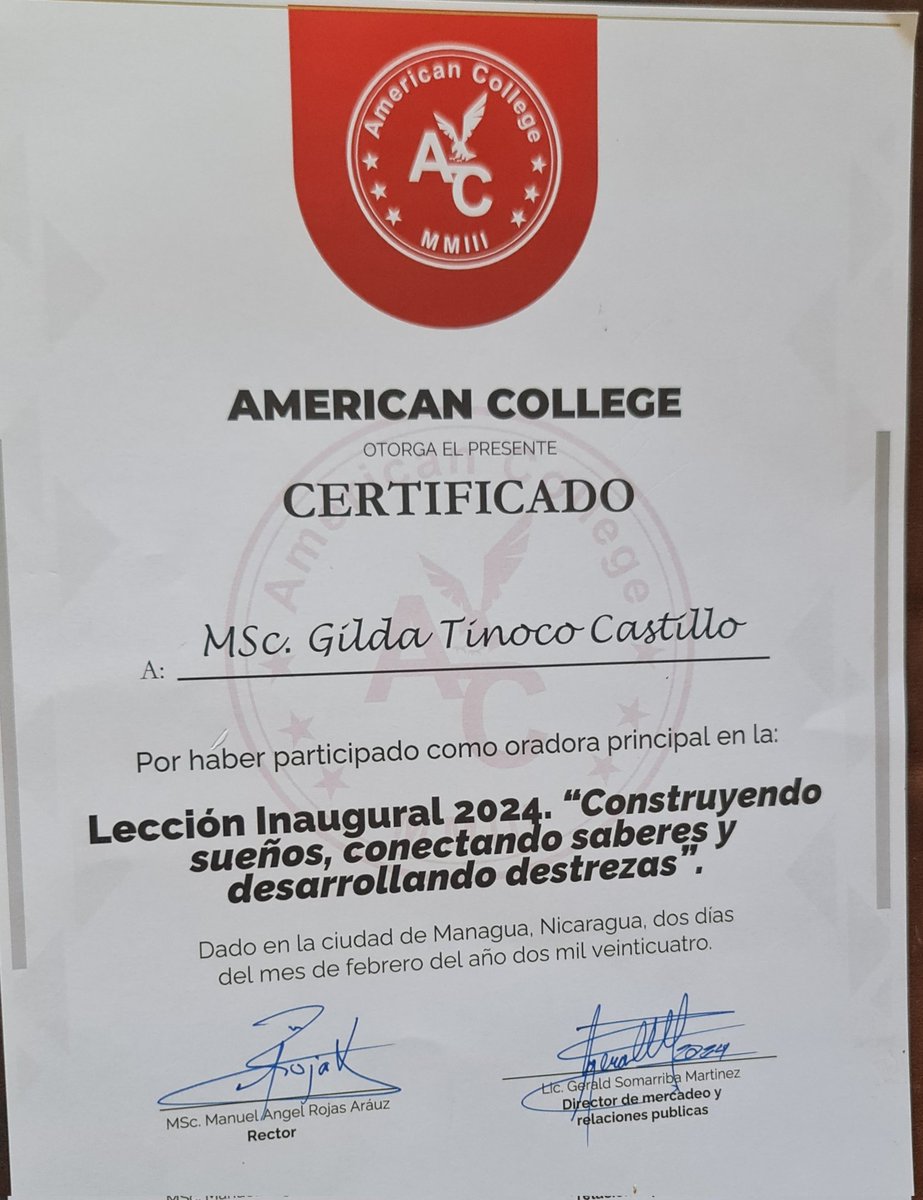 American College
AC
MMIII
AMERICAN COLLEGE
OTORGA EL PRESENTE
CERTIFICADO
A: MSc. Gilda Tinoco Castillo
Por haber participado como oradora principal en la:
Lección Inaugural 2024. “Construyendo
sueños, conectando saberes y
desarrollando destrezas”.
Dado en la ciudad de Managua, Nicaragua, dos días
del mes de febrero del año dos mil veinticuatro.
2024
MSc. Manuel Angel Rojas Aráuz
Rector
Lic. Gerald Somarriba Martinez
Director de mercadeo y
relaciones publicas